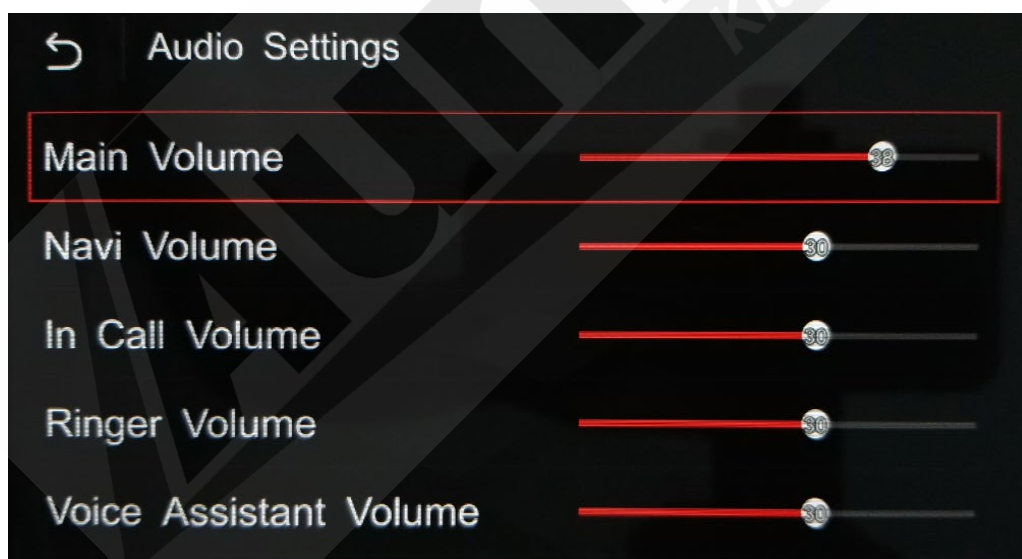 Audio Settings
Main Volume 38
Navi Volume 30
In Call Volume 30
Ringer Volume 30
Voice Assistant Volume 30